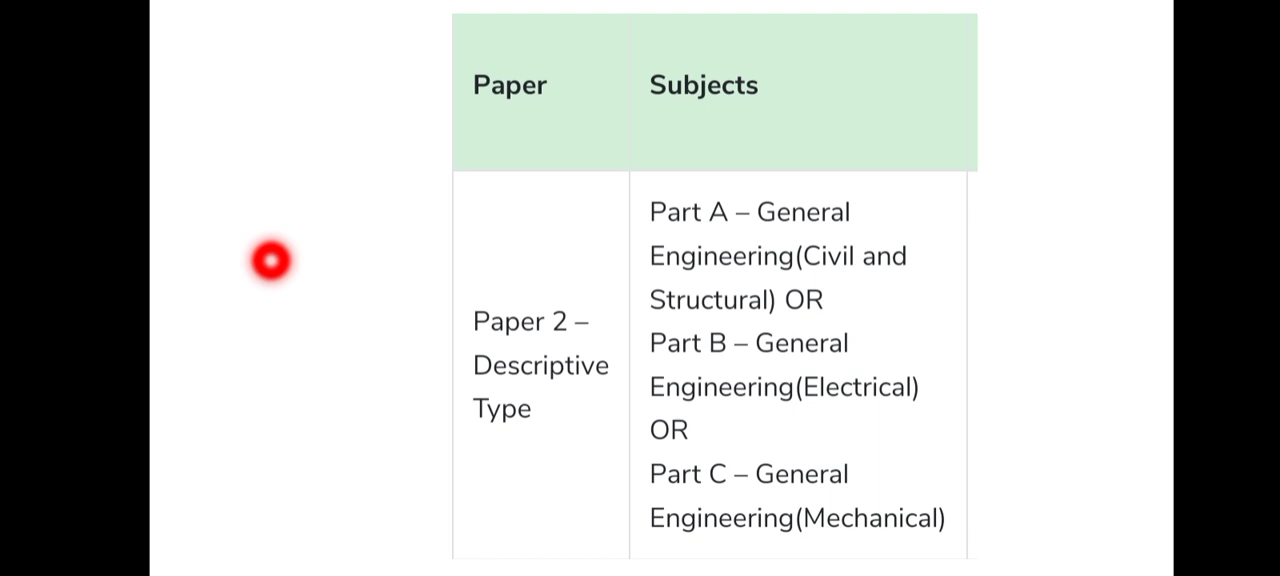 Paper
Subjects
Paper 2 –
Descriptive
Type
Part A – General
Engineering(Civil and
Structural) OR
Part B – General
Engineering(Electrical)
OR
Part C – General
Engineering(Mechanical)